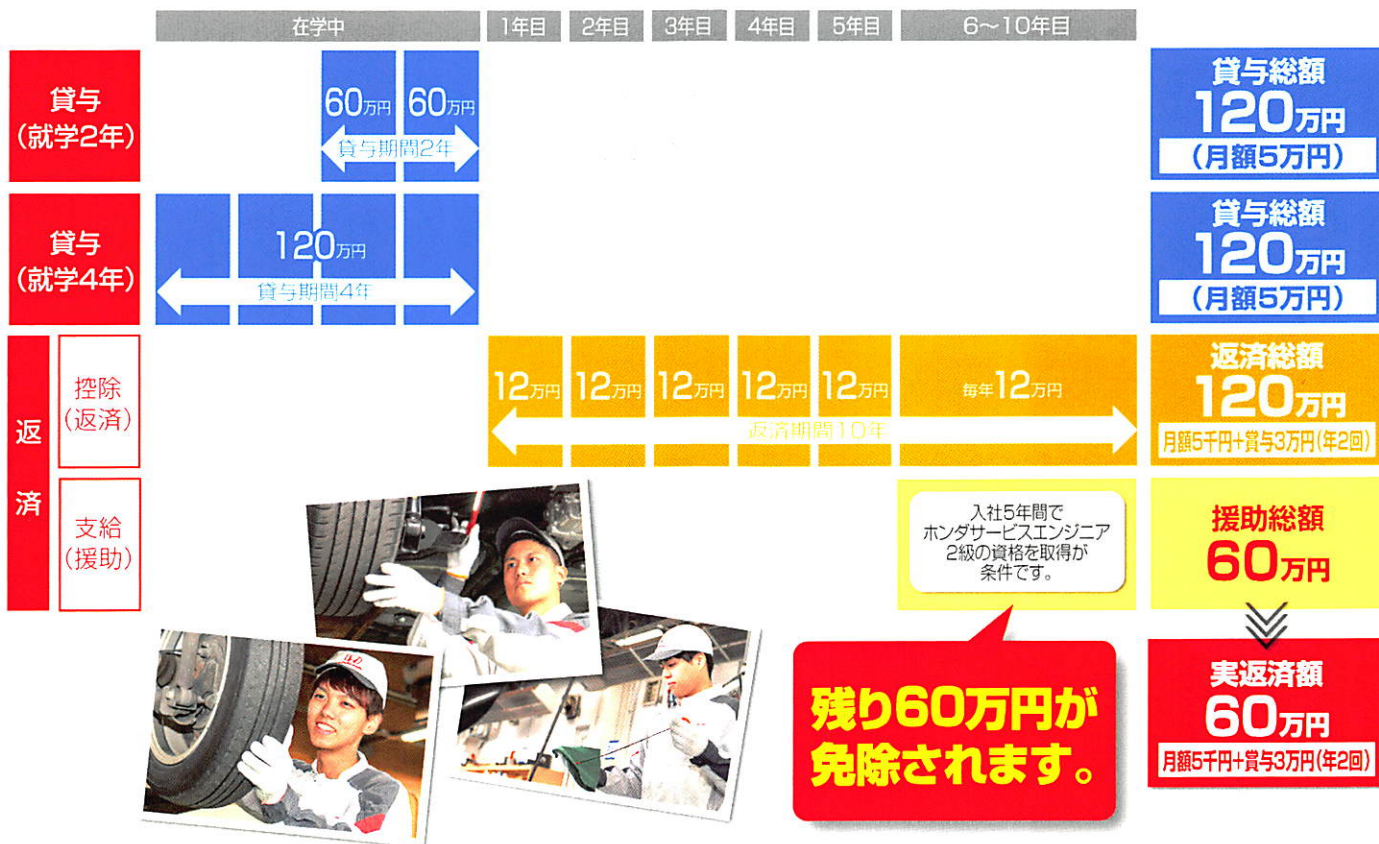 在学中 1年目 2年目 3年目 4年目 5年目 6〜10年目
貸与
(就学2年)
60万円 60万円
貸与期間2年
貸与総額
120万円
(月額5万円)
貸与
(就学4年)
120万円
貸与期間4年
貸与総額
120万円
(月額5万円)
返済
控除
(返済)
12万円 12万円 12万円 12万円 12万円 毎年12万円
返済期間10年
返済総額
120万円
月額5千円+賞与3万円(年2回)
支給
(援助)
入社5年間で
ホンダサービスエンジニア
2級の資格を取得が
条件です。
援助総額
60万円
残り60万円が
免除されます。
実返済額
60万円
月額5千円+賞与3万円(年2回)